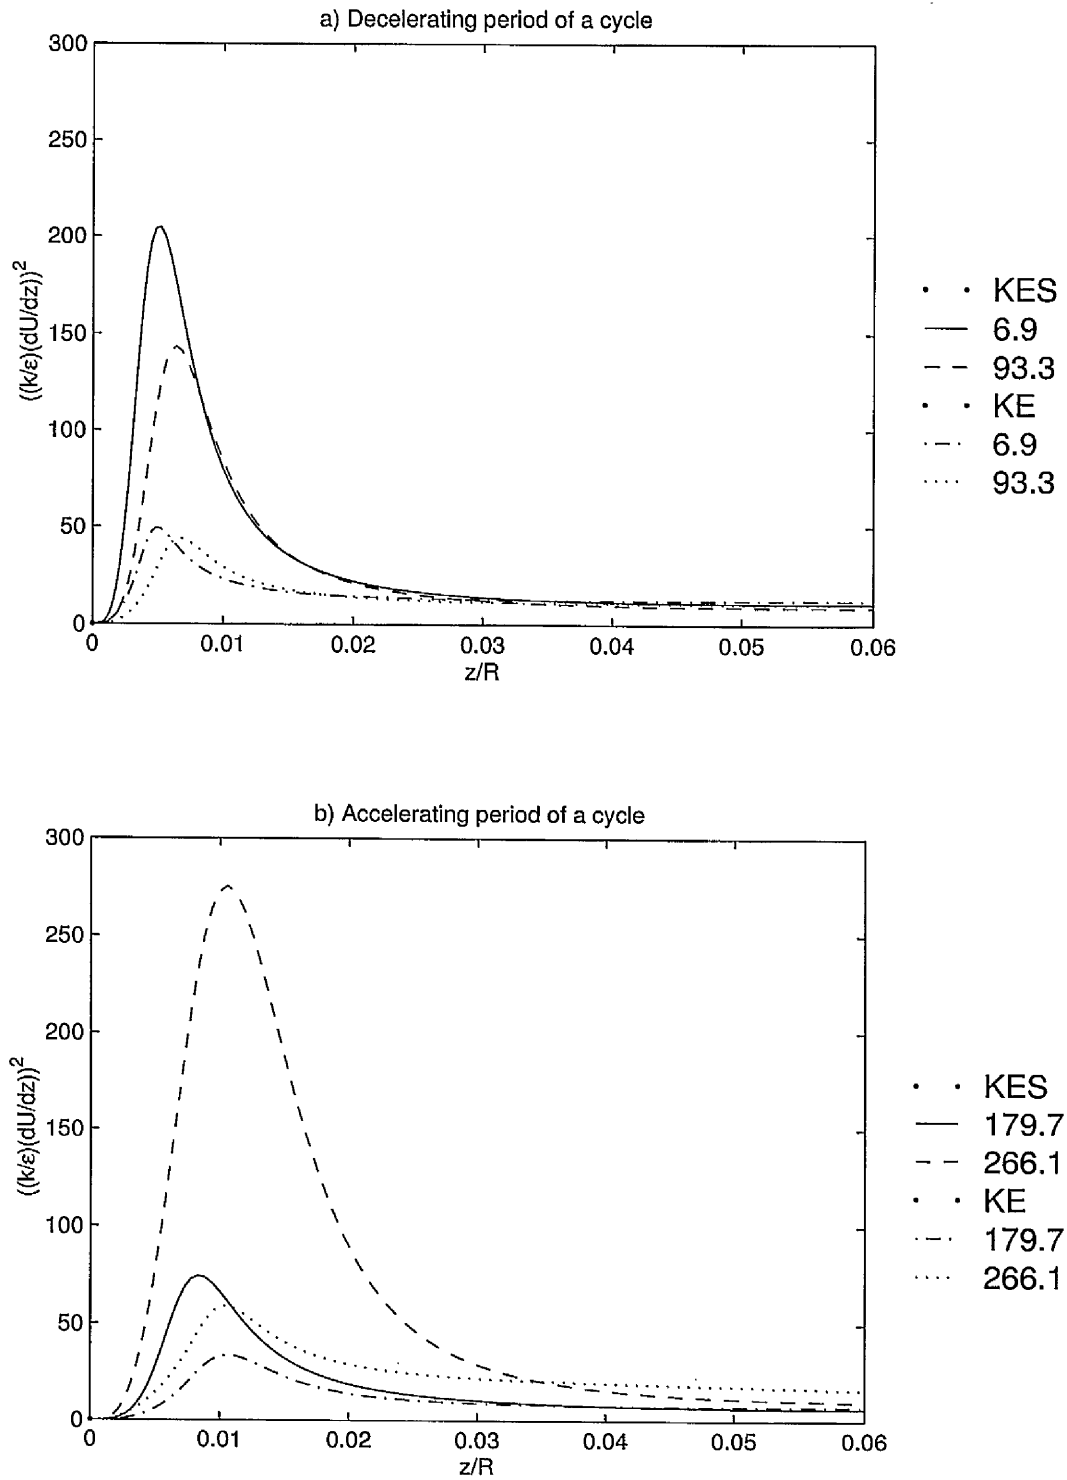 a) Decelerating period of a cycle
300
250
200
150
100
50
0
((k/ε)(dU/dz))²
0 0.01 0.02 0.03 0.04 0.05 0.06
z/R
KES
6.9
93.3
KE
6.9
93.3
b) Accelerating period of a cycle
300
250
200
150
100
50
0
((k/ε)(dU/dz))²
0 0.01 0.02 0.03 0.04 0.05 0.06
z/R
KES
179.7
266.1
KE
179.7
266.1